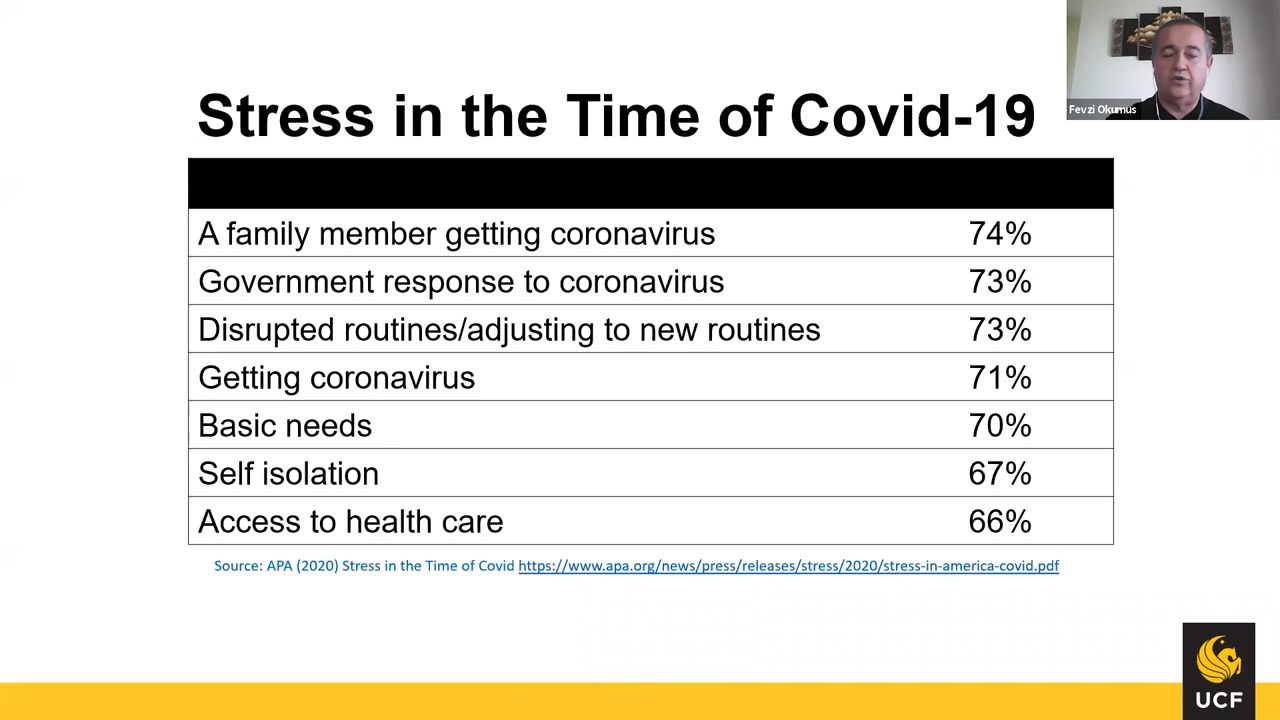 Stress in the Time of Covid-19
Fevzi Okumus
A family member getting coronavirus 74%
Government response to coronavirus 73%
Disrupted routines/adjusting to new routines 73%
Getting coronavirus 71%
Basic needs 70%
Self isolation 67%
Access to health care 66%
Source: APA (2020) Stress in the Time of Covid https://www.apa.org/news/press/releases/stress/2020/stress-in-america-covid.pdf
UCF